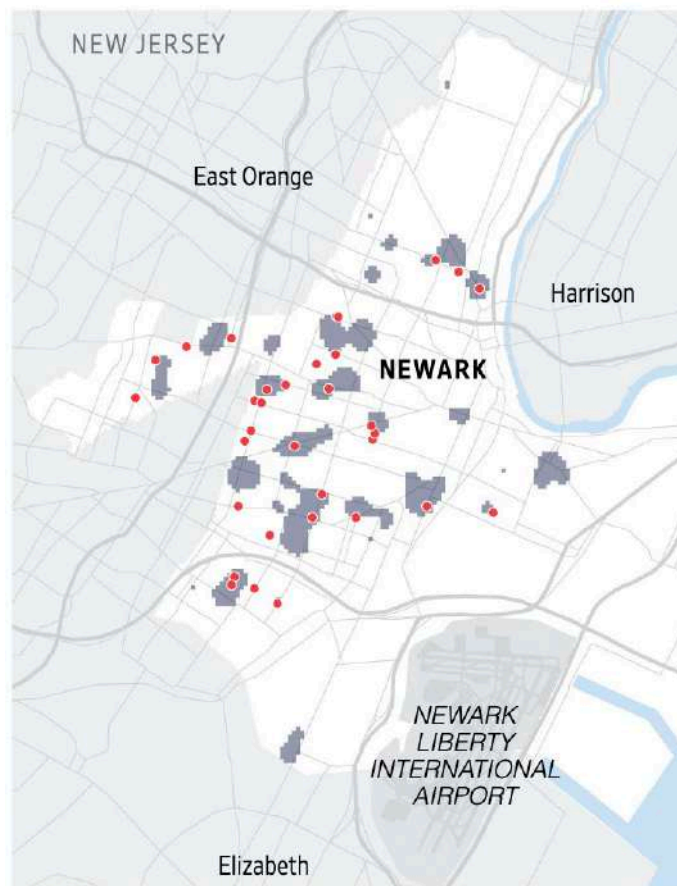 NEW JERSEY
East Orange
Harrison
NEWARK
NEWARK
LIBERTY
INTERNATIONAL
AIRPORT
Elizabeth